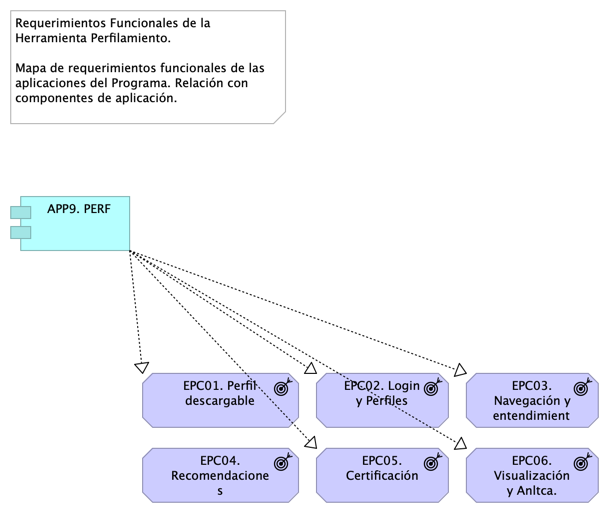 Requerimientos Funcionales de la
Herramienta Perfilamiento.
Mapa de requerimientos funcionales de las
aplicaciones del Programa. Relación con
componentes de aplicación.
APP9. PERF
EPC01. Perfil
descargable
EPC02. Login
y Perfiles
EPC03.
Navegación y
entendimient
EPC04.
Recomendacione
s
EPC05.
Certificación
EPC06.
Visualización
y Anltca.